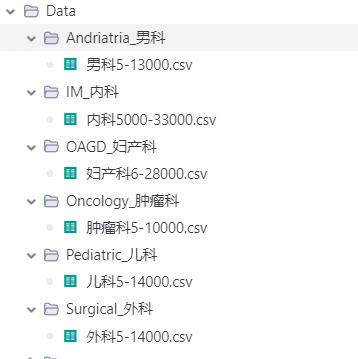 Data
Andriatria_男科
男科5-13000.csv
IM_内科
内科5000-33000.csv
OAGD_妇产科
妇产科6-28000.csv
Oncology_肿瘤科
肿瘤科5-10000.csv
Pediatric_儿科
儿科5-14000.csv
Surgical_外科
外科5-14000.csv